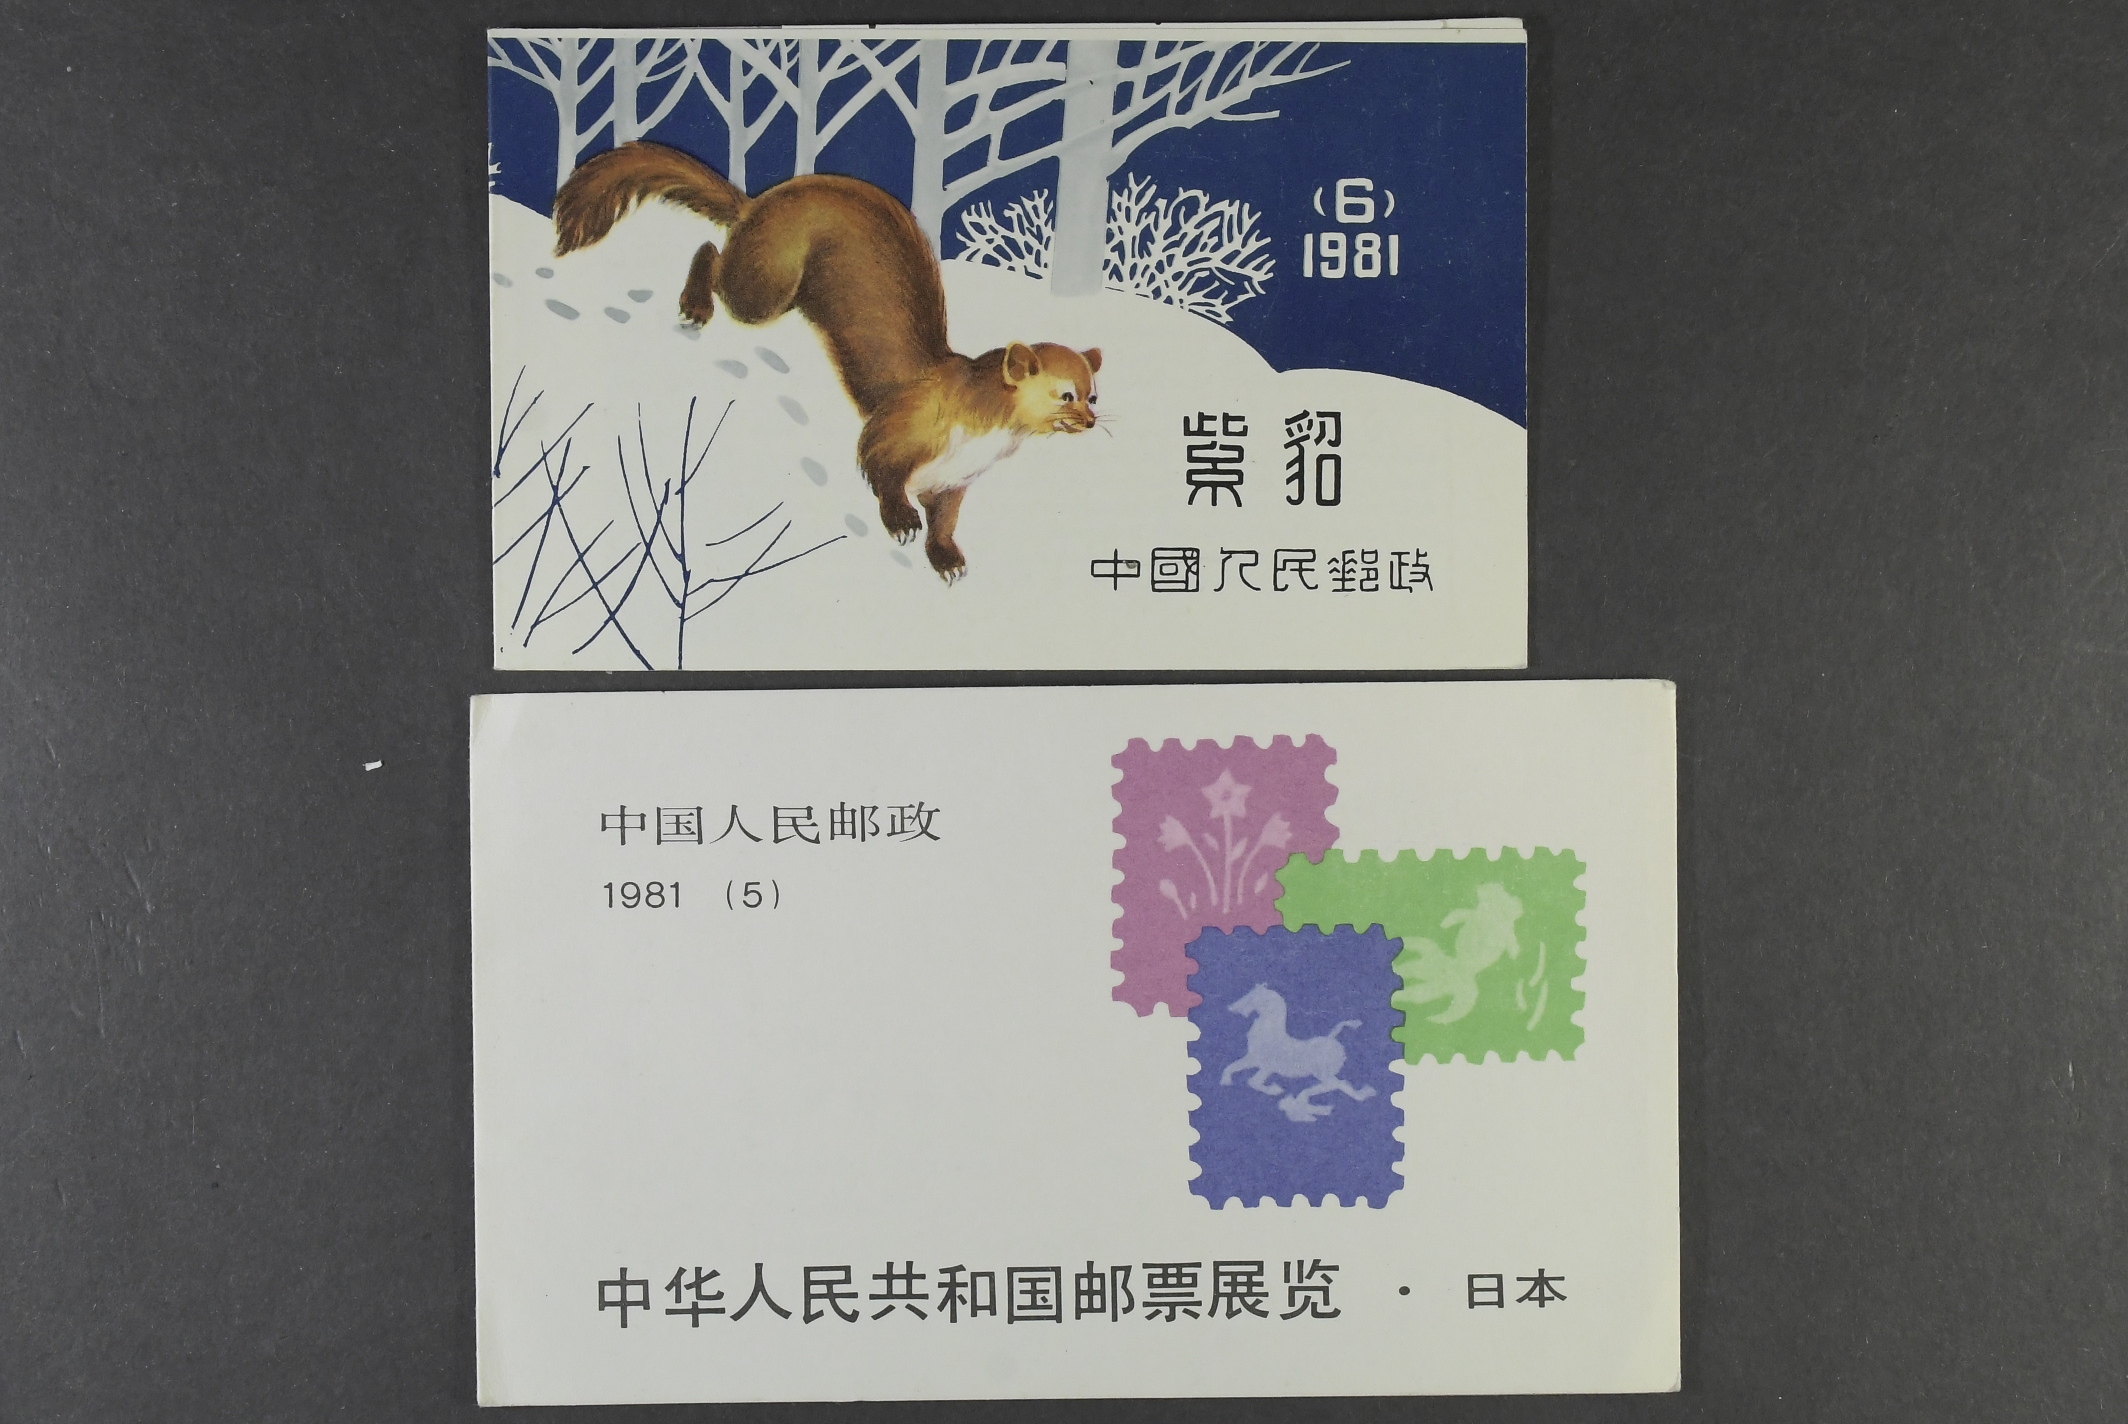 (6)
1981
紫貂
中國人民郵政
中国人民邮政
1981 (5)
中华人民共和国邮票展览·日本